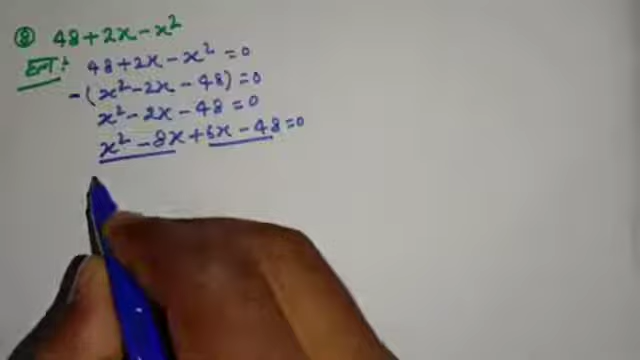 ⑧ 48+2x-x²
हल: 48+2x-x²=0
-(x²-2x-48)=0
x²-2x-48=0
x²-8x+6x-48=0